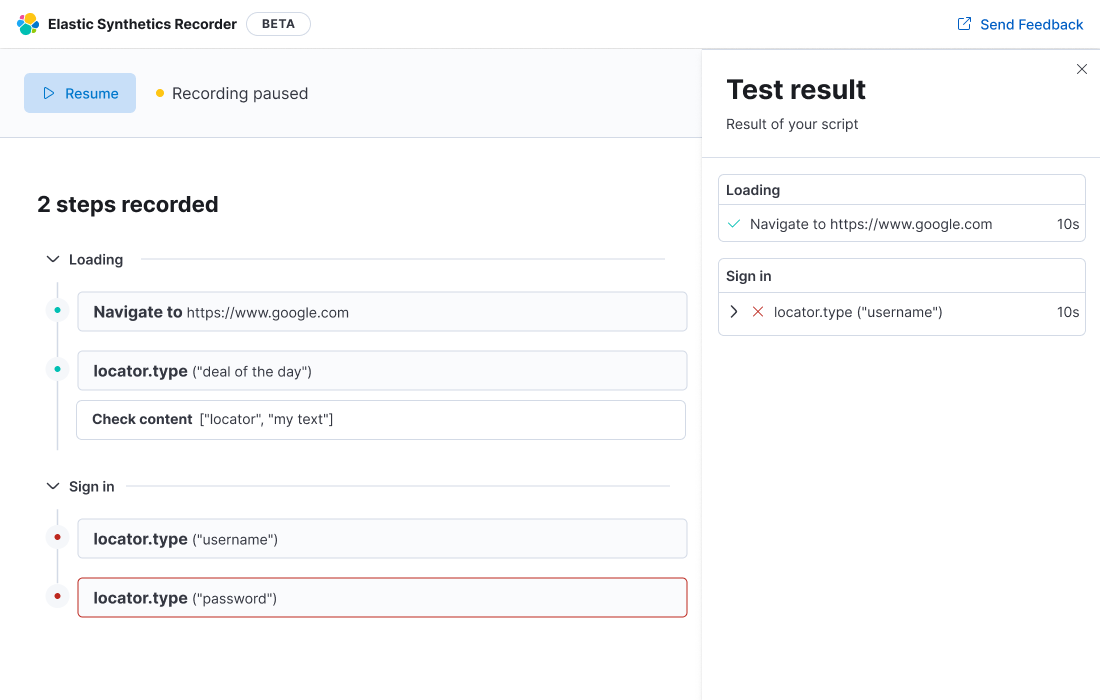 Elastic Synthetics Recorder BETA
Send Feedback
Resume
Recording paused
2 steps recorded
Loading
Navigate to https://www.google.com
locator.type ("deal of the day")
Check content ["locator", "my text"]
Sign in
locator.type ("username")
locator.type ("password")
Test result
Result of your script
Loading
Navigate to https://www.google.com 10s
Sign in
locator.type ("username") 10s